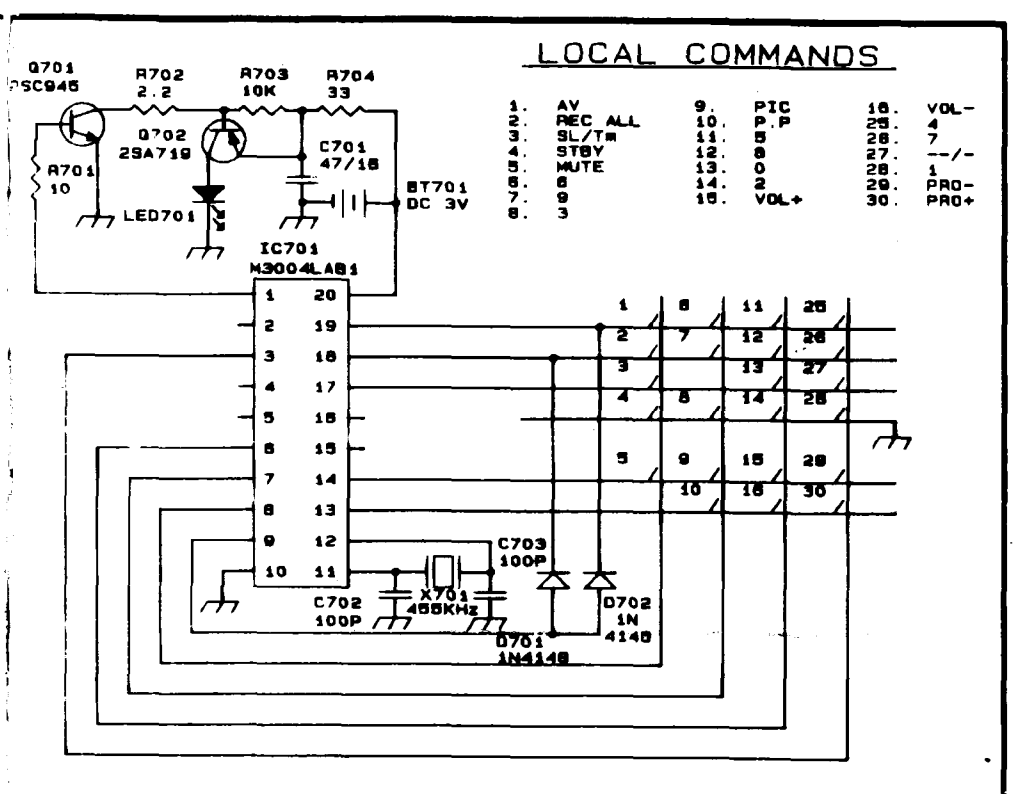 LOCAL COMMANDS
1. AV
2. REC ALL
3. SL/Tm
4. STBY
5. MUTE
6. 6
7. 9
8. 3
9. PIC
10. P.P
11. 5
12. 8
13. 0
14. 2
15. VOL+
16. VOL-
25. 4
26. 7
27. --/-
28. 1
29. PRO-
30. PRO+
Q701
2SC945
R702
2.2
R703
10K
R704
33
Q702
2SA719
C701
47/16
R701
10
LED701
BT701
DC 3V
IC701
M3004LAB1
1 20
2 19
3 18
4 17
5 16
6 15
7 14
8 13
9 12
10 11
1 6 11 25
2 7 12 26
3 13 27
4 8 14 28
5 9 15 29
10 16 30
C703
100P
X701
455KHz
C702
100P
D702
1N
4148
D701
1N4148